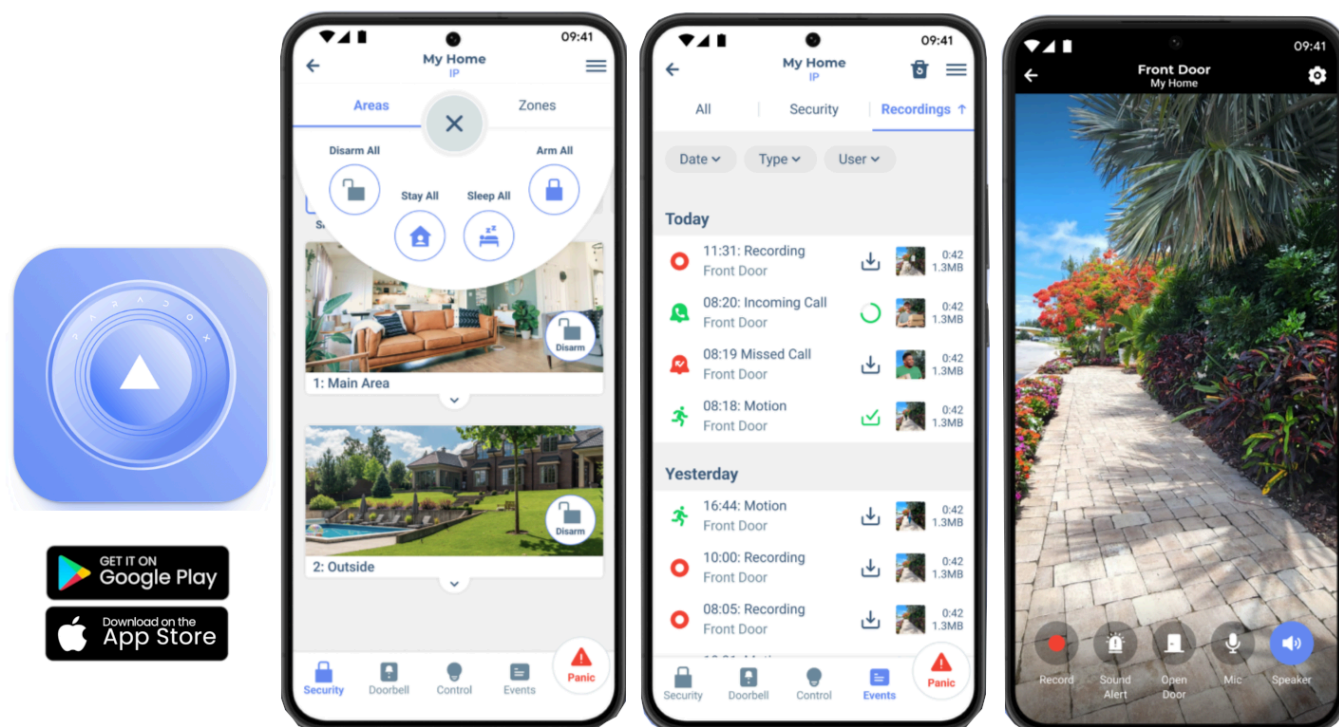 PARADOX
GET IT ON
Google Play
Download on the
App Store
09:41
My Home
IP
Areas
Zones
Disarm All
Arm All
Stay All
Sleep All
Disarm
1: Main Area
Disarm
2: Outside
Security
Doorbell
Control
Events
Panic
09:41
My Home
IP
All
Security
Recordings ↑
Date
Type
User
Today
11:31: Recording
Front Door
0:42
1.3MB
08:20: Incoming Call
Front Door
0:42
1.3MB
08:19 Missed Call
Front Door
0:42
1.3MB
08:18: Motion
Front Door
0:42
1.3MB
Yesterday
16:44: Motion
Front Door
0:42
1.3MB
10:00: Recording
Front Door
0:42
1.3MB
08:05: Recording
Front Door
0:42
1.3MB
Security
Doorbell
Control
Events
Panic
09:41
Front Door
My Home
Record
Sound
Alert
Open
Door
Mic
Speaker